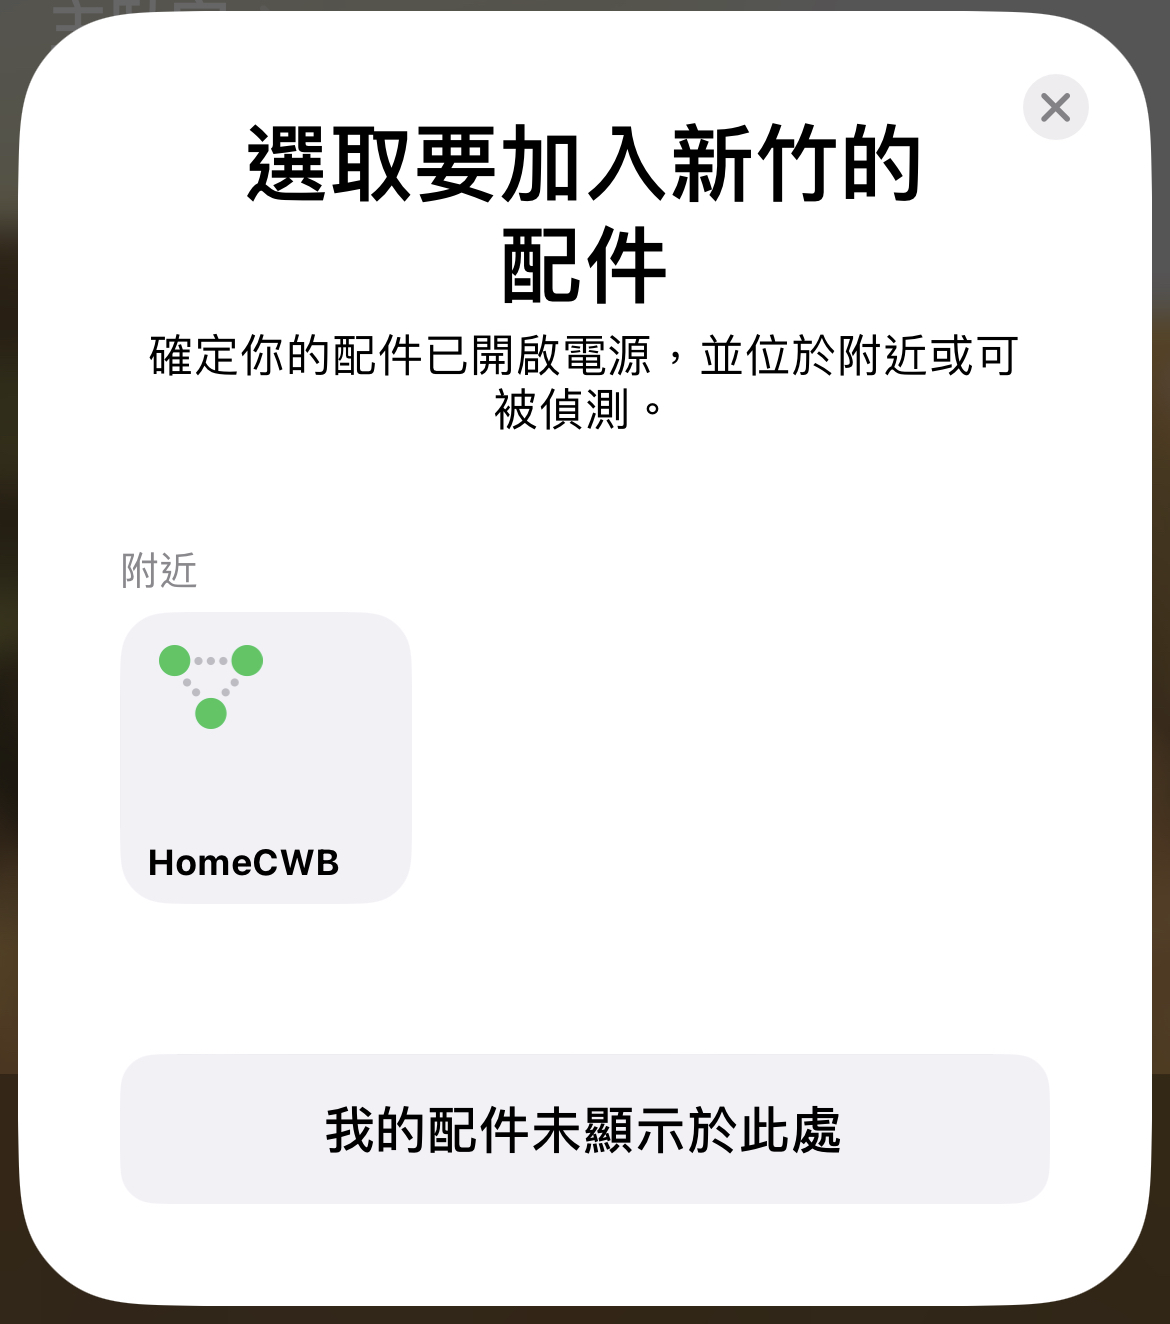 選取要加入新竹的
配件
確定你的配件已開啟電源，並位於附近或可
被偵測。
附近
HomeCWB
我的配件未顯示於此處